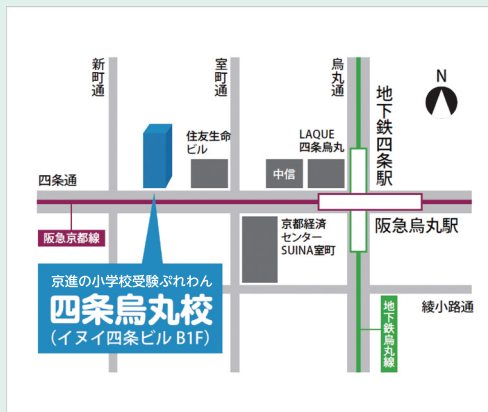 新町通
室町通
烏丸通
N
地下鉄四条駅
住友生命
ビル
LAQUE
四条烏丸
中信
四条通
阪急京都線
京都経済
センター
SUINA室町
阪急烏丸駅
京進の小学校受験ぷれわん
四条烏丸校
(イヌイ四条ビル B1F)
綾小路通
地下鉄烏丸線